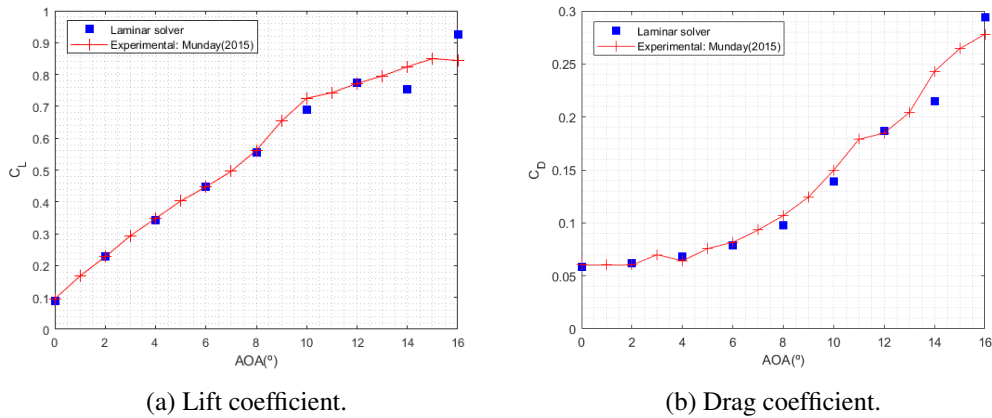 1
0.9
0.8
0.7
0.6
0.5
0.4
0.3
0.2
0.1
0
C_L
Laminar solver
Experimental: Munday(2015)
0 2 4 6 8 10 12 14 16
AOA(º)
(a) Lift coefficient.
0.3
0.25
0.2
0.15
0.1
0.05
0
C_D
Laminar solver
Experimental: Munday(2015)
0 2 4 6 8 10 12 14 16
AOA(º)
(b) Drag coefficient.